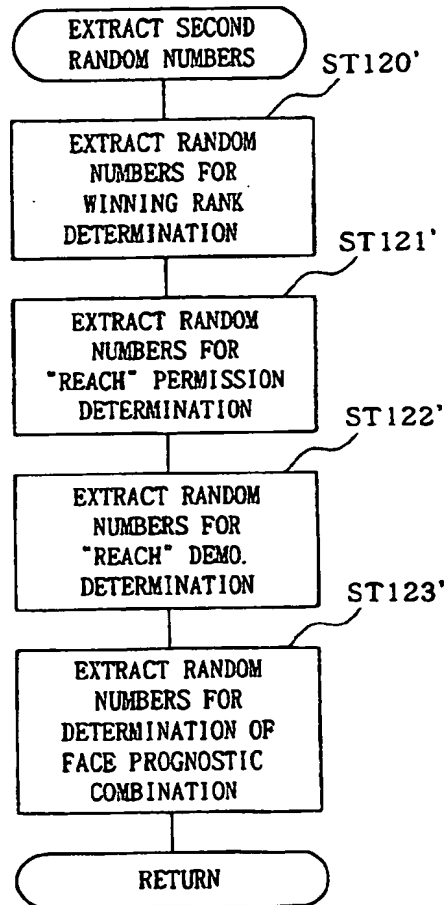 EXTRACT SECOND
RANDOM NUMBERS
ST120'
EXTRACT RANDOM
NUMBERS FOR
WINNING RANK
DETERMINATION
ST121'
EXTRACT RANDOM
NUMBERS FOR
"REACH" PERMISSION
DETERMINATION
ST122'
EXTRACT RANDOM
NUMBERS FOR
"REACH" DEMO.
DETERMINATION
ST123'
EXTRACT RANDOM
NUMBERS FOR
DETERMINATION OF
FACE PROGNOSTIC
COMBINATION
RETURN